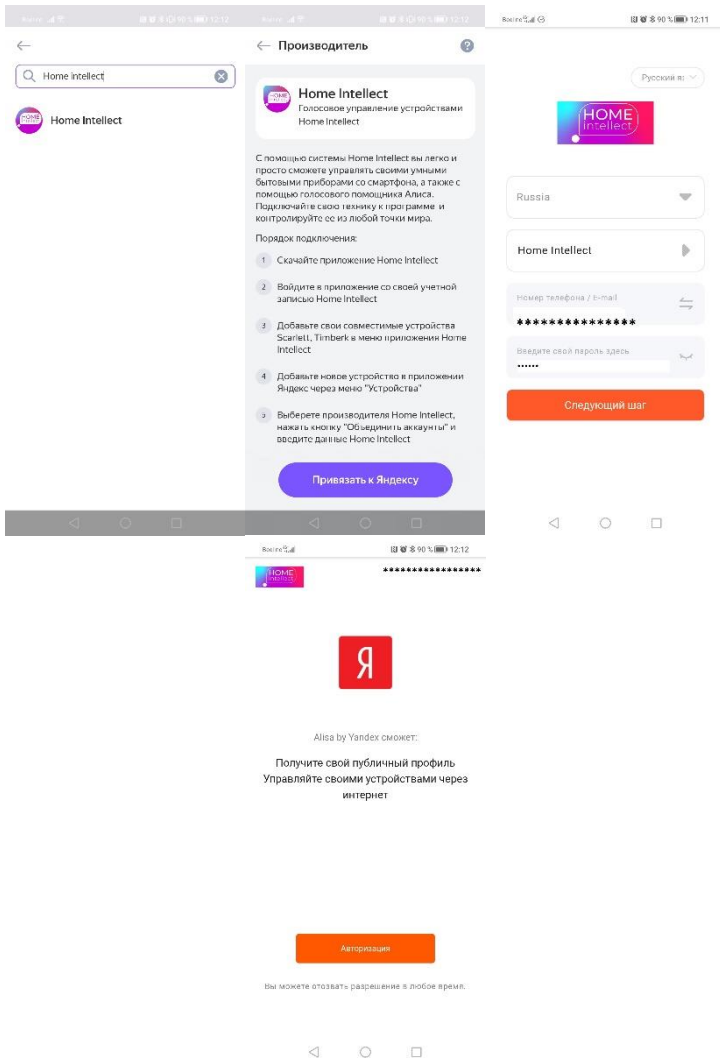 Home Intellect
HOME
Home Intellect
Производитель
?
HOME
Home Intellect
Голосовое управление устройствами
Home Intellect
С помощью системы Home Intellect вы легко и
просто сможете управлять своими умными
бытовыми приборами со смартфона, а также с
помощью голосового помощника Алиса.
Подключайте свою технику к программе и
контролируйте ее из любой точки мира.
Порядок подключения:
1 Скачайте приложение Home Intellect
2 Войдите в приложение со своей учетной
записью Home Intellect
3 Добавьте свои совместимые устройства
Scarlett, Timberk в меню приложения Home
Intellect
4 Добавьте новое устройство в приложении
Яндекс через меню "Устройства"
5 Выберете производителя Home Intellect,
нажать кнопку "Объединить аккаунты" и
введите данные Home Intellect
Привязать к Яндексу
90 % 12:11
Русский я:
HOME
intellect
Russia
Home Intellect
Номер телефона / E-mail
***************
Введите свой пароль здесь
••••••
Следующий шаг
90 % 12:12
HOME
intellect
*****************
Я
Alisa by Yandex сможет:
Получите свой публичный профиль
Управляйте своими устройствами через
интернет
Авторизация
Вы можете отозвать разрешение в любое время.